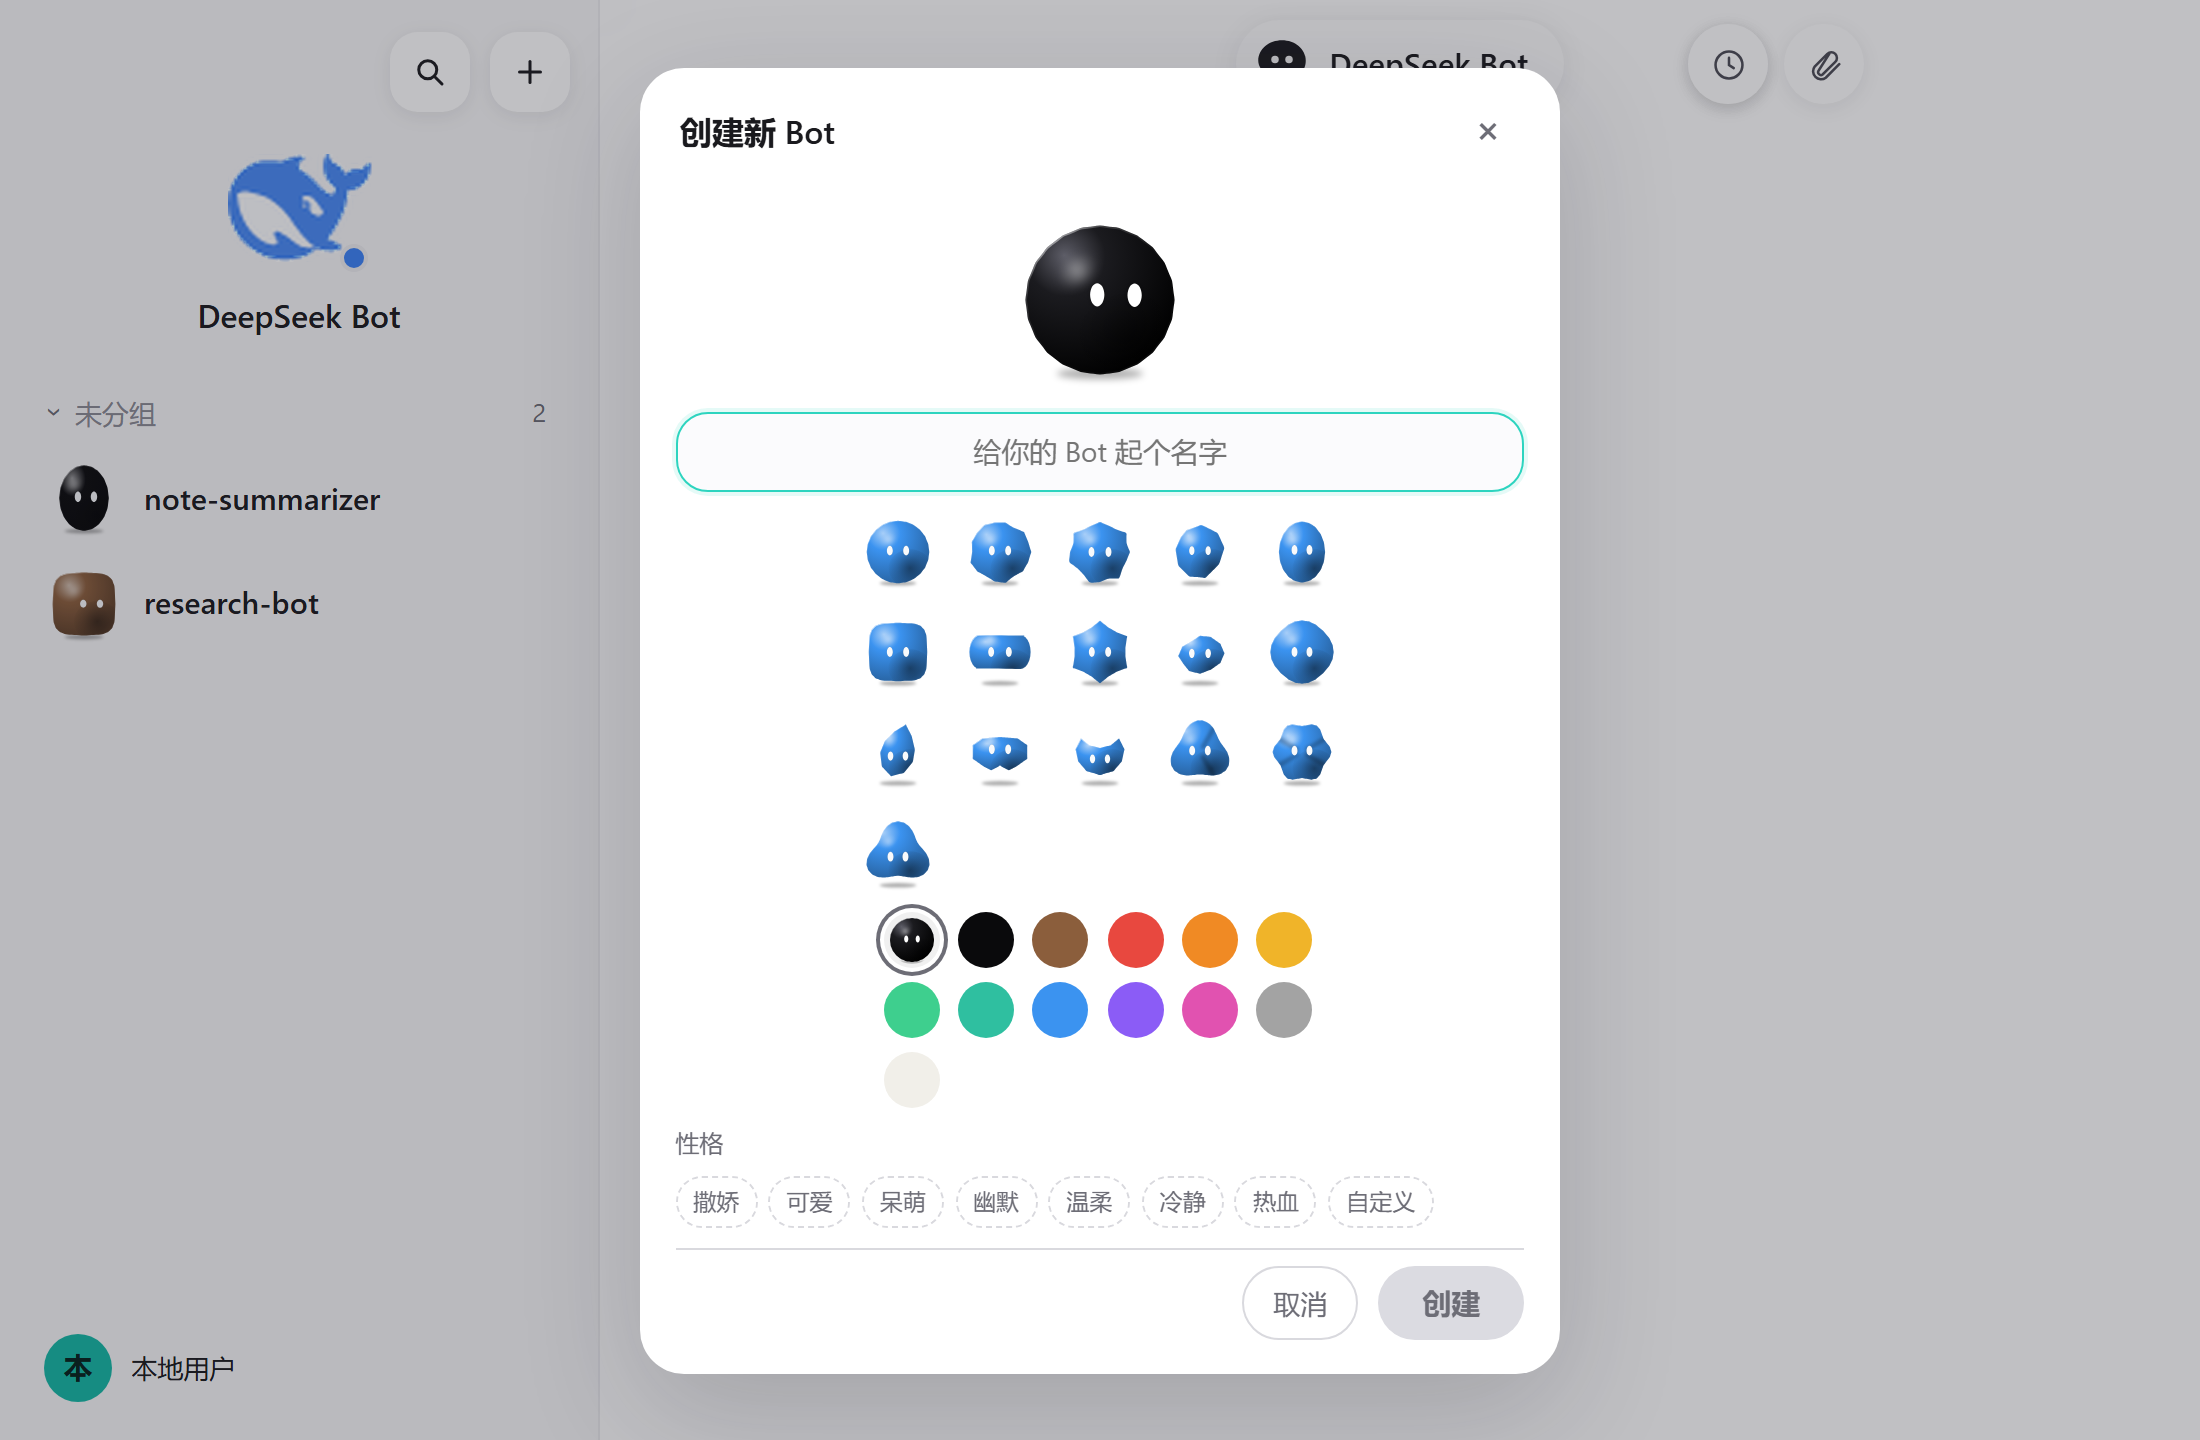 DeepSeek Bot
未分组 2
note-summarizer
research-bot
本
本地用户
DeepSeek Bot
创建新 Bot
给你的 Bot 起个名字
性格
撒娇 可爱 呆萌 幽默 温柔 冷静 热血 自定义
取消 创建